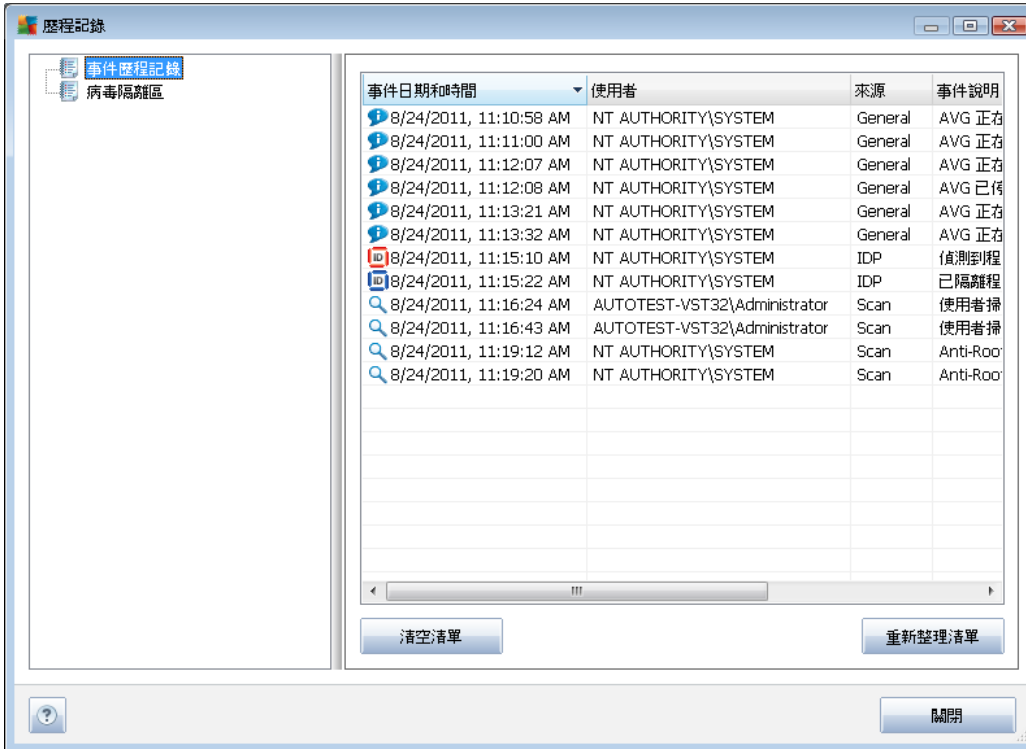 歷程記錄
事件歷程記錄
病毒隔離區
事件日期和時間 使用者 來源 事件說明
8/24/2011, 11:10:58 AM NT AUTHORITY\SYSTEM General AVG 正在
8/24/2011, 11:11:00 AM NT AUTHORITY\SYSTEM General AVG 正在
8/24/2011, 11:12:07 AM NT AUTHORITY\SYSTEM General AVG 正在
8/24/2011, 11:12:08 AM NT AUTHORITY\SYSTEM General AVG 已停
8/24/2011, 11:13:21 AM NT AUTHORITY\SYSTEM General AVG 正在
8/24/2011, 11:13:32 AM NT AUTHORITY\SYSTEM General AVG 正在
ID 8/24/2011, 11:15:10 AM NT AUTHORITY\SYSTEM IDP 偵測到程
ID 8/24/2011, 11:15:22 AM NT AUTHORITY\SYSTEM IDP 已隔離程
8/24/2011, 11:16:24 AM AUTOTEST-VST32\Administrator Scan 使用者掃
8/24/2011, 11:16:43 AM AUTOTEST-VST32\Administrator Scan 使用者掃
8/24/2011, 11:19:12 AM NT AUTHORITY\SYSTEM Scan Anti-Roo
8/24/2011, 11:19:20 AM NT AUTHORITY\SYSTEM Scan Anti-Roo
清空清單 重新整理清單
? 關閉